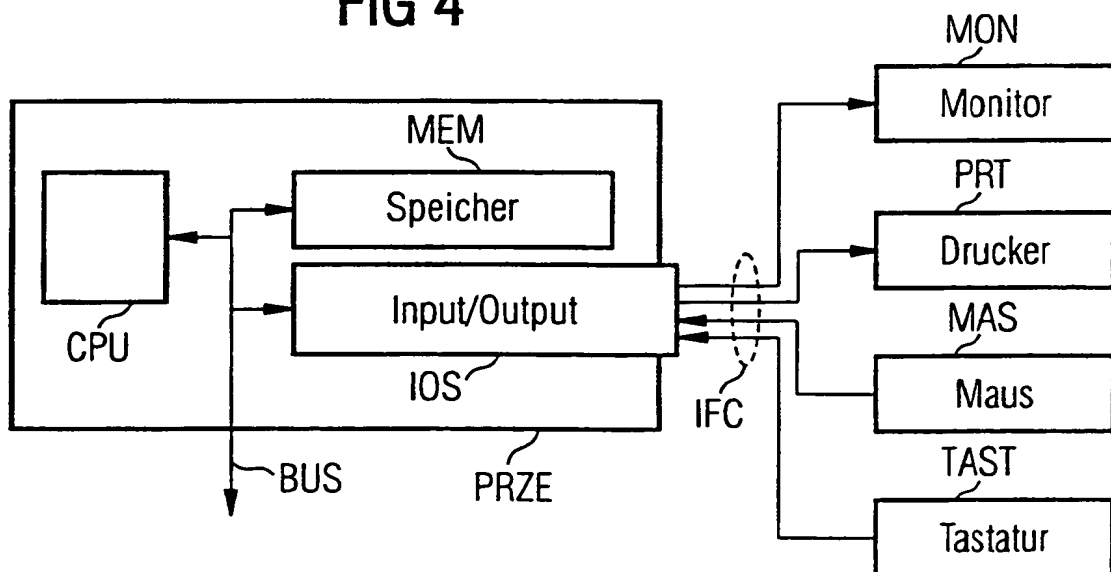 FIG 4
MON
Monitor
MEM
Speicher
PRT
Drucker
Input/Output
CPU
IOS
IFC
MAS
Maus
BUS
PRZE
TAST
Tastatur